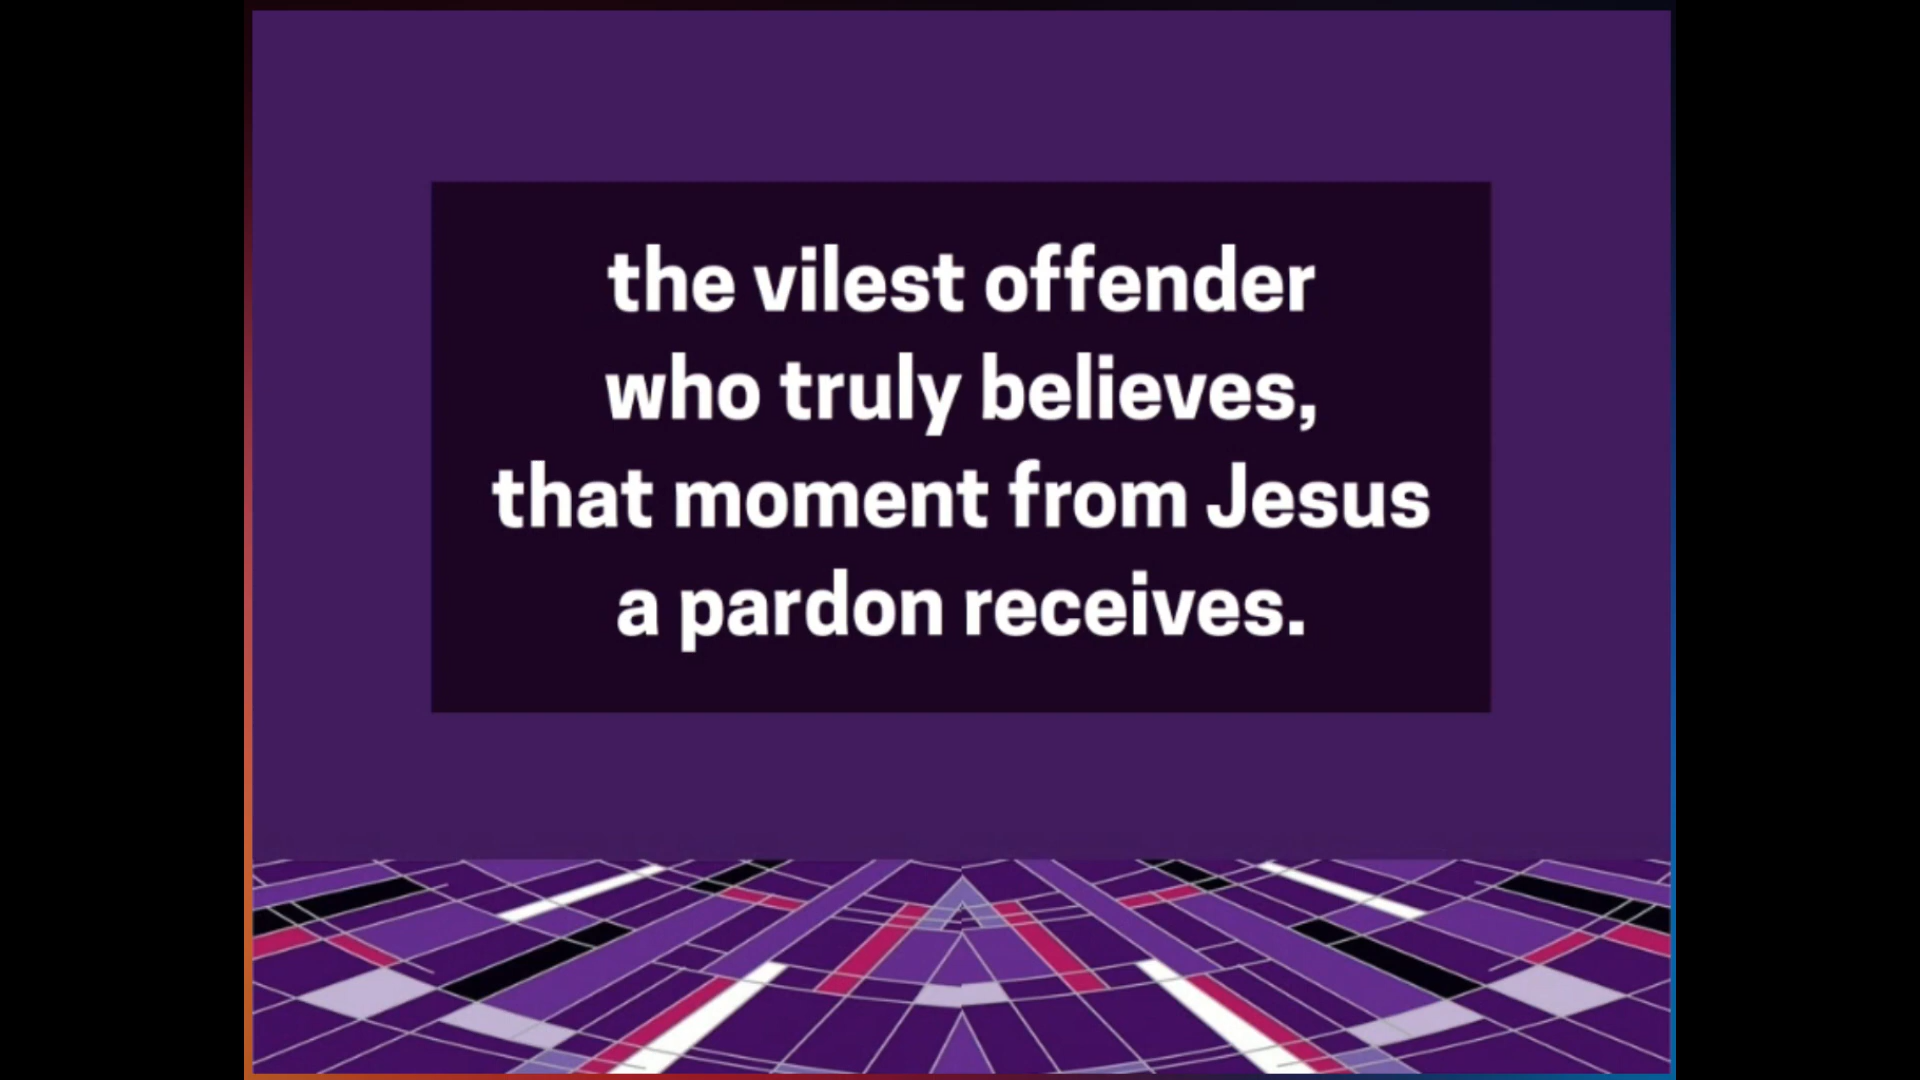 the vilest offender
who truly believes,
that moment from Jesus
a pardon receives.